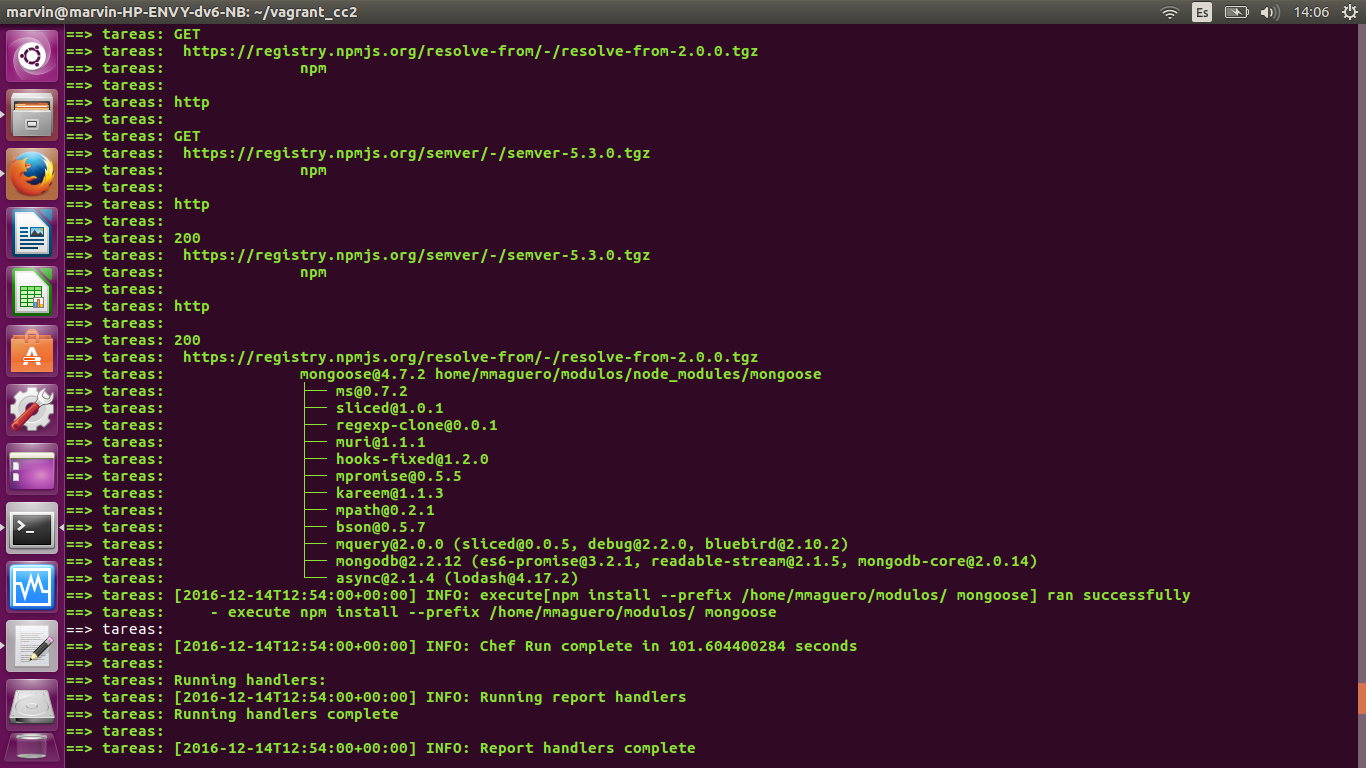 marvin@marvin-HP-ENVY-dv6-NB: ~/vagrant_cc2 Es 14:06
==> tareas: GET
==> tareas:  https://registry.npmjs.org/resolve-from/-/resolve-from-2.0.0.tgz
==> tareas:               npm
==> tareas:
==> tareas: http
==> tareas:
==> tareas: GET
==> tareas:  https://registry.npmjs.org/semver/-/semver-5.3.0.tgz
==> tareas:               npm
==> tareas:
==> tareas: http
==> tareas:
==> tareas: 200
==> tareas:  https://registry.npmjs.org/semver/-/semver-5.3.0.tgz
==> tareas:               npm
==> tareas:
==> tareas: http
==> tareas:
==> tareas: 200
==> tareas:  https://registry.npmjs.org/resolve-from/-/resolve-from-2.0.0.tgz
==> tareas:               mongoose@4.7.2 home/mmaguero/modulos/node_modules/mongoose
==> tareas:               ├── ms@0.7.2
==> tareas:               ├── sliced@1.0.1
==> tareas:               ├── regexp-clone@0.0.1
==> tareas:               ├── muri@1.1.1
==> tareas:               ├── hooks-fixed@1.2.0
==> tareas:               ├── mpromise@0.5.5
==> tareas:               ├── kareem@1.1.3
==> tareas:               ├── mpath@0.2.1
==> tareas:               ├── bson@0.5.7
==> tareas:               ├── mquery@2.0.0 (sliced@0.0.5, debug@2.2.0, bluebird@2.10.2)
==> tareas:               ├── mongodb@2.2.12 (es6-promise@3.2.1, readable-stream@2.1.5, mongodb-core@2.0.14)
==> tareas:               └── async@2.1.4 (lodash@4.17.2)
==> tareas: [2016-12-14T12:54:00+00:00] INFO: execute[npm install --prefix /home/mmaguero/modulos/ mongoose] ran successfully
==> tareas:     - execute npm install --prefix /home/mmaguero/modulos/ mongoose
==> tareas:
==> tareas: [2016-12-14T12:54:00+00:00] INFO: Chef Run complete in 101.604400284 seconds
==> tareas:
==> tareas: Running handlers:
==> tareas: [2016-12-14T12:54:00+00:00] INFO: Running report handlers
==> tareas: Running handlers complete
==> tareas:
==> tareas: [2016-12-14T12:54:00+00:00] INFO: Report handlers complete